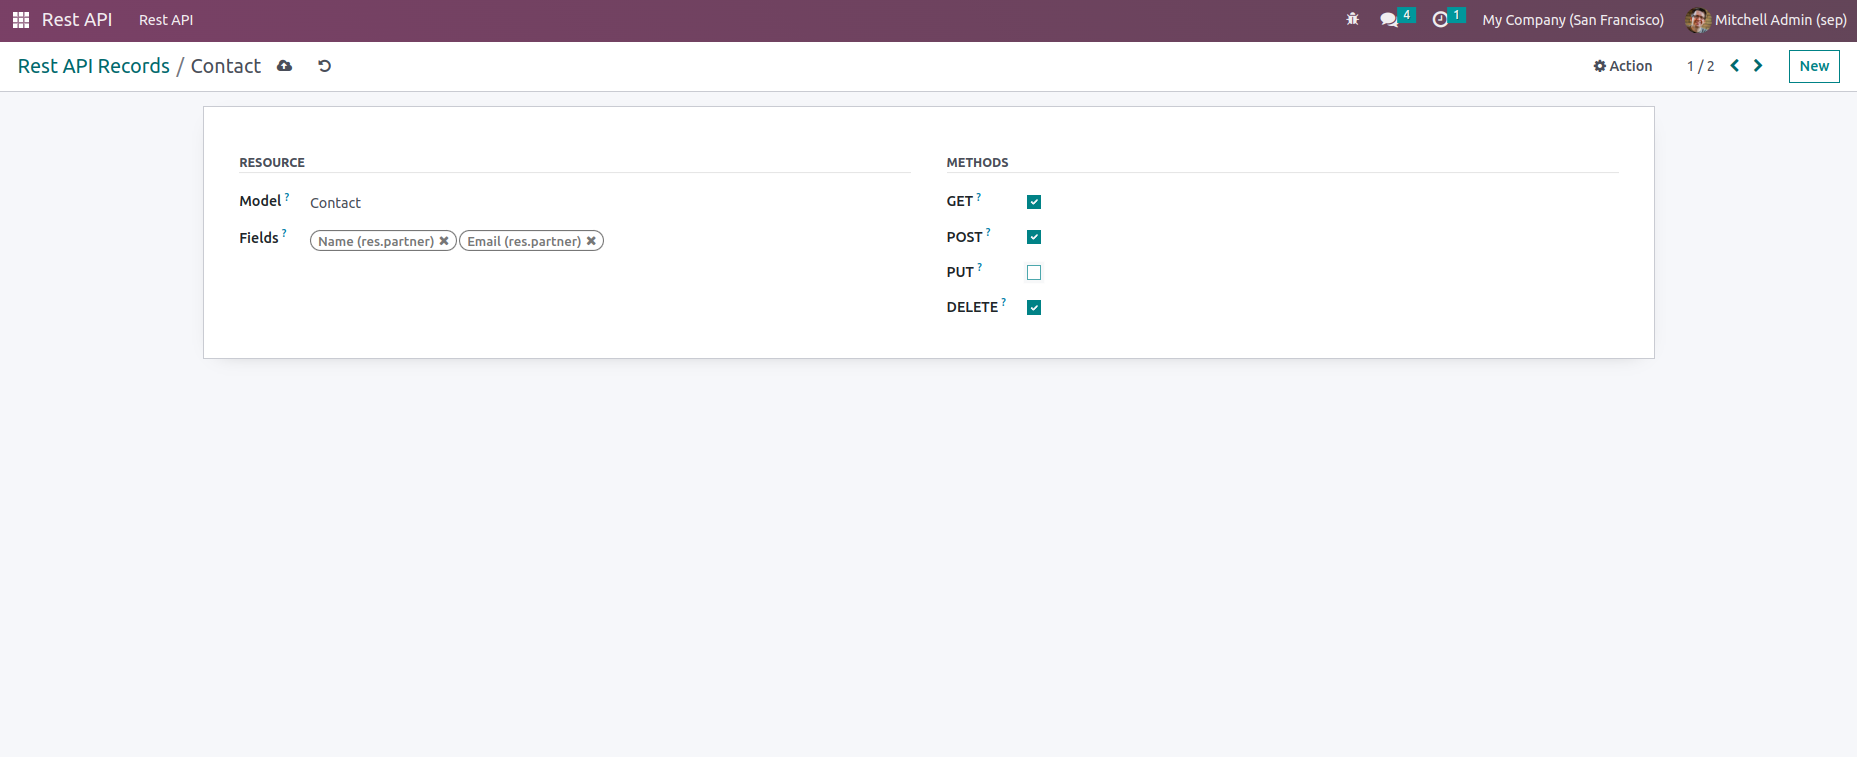 Rest API Rest API 4 1 My Company (San Francisco) Mitchell Admin (sep)
Rest API Records / Contact Action 1 / 2 New
RESOURCE
Model ? Contact
Fields ? Name (res.partner) Email (res.partner)
METHODS
GET ?
POST ?
PUT ?
DELETE ?